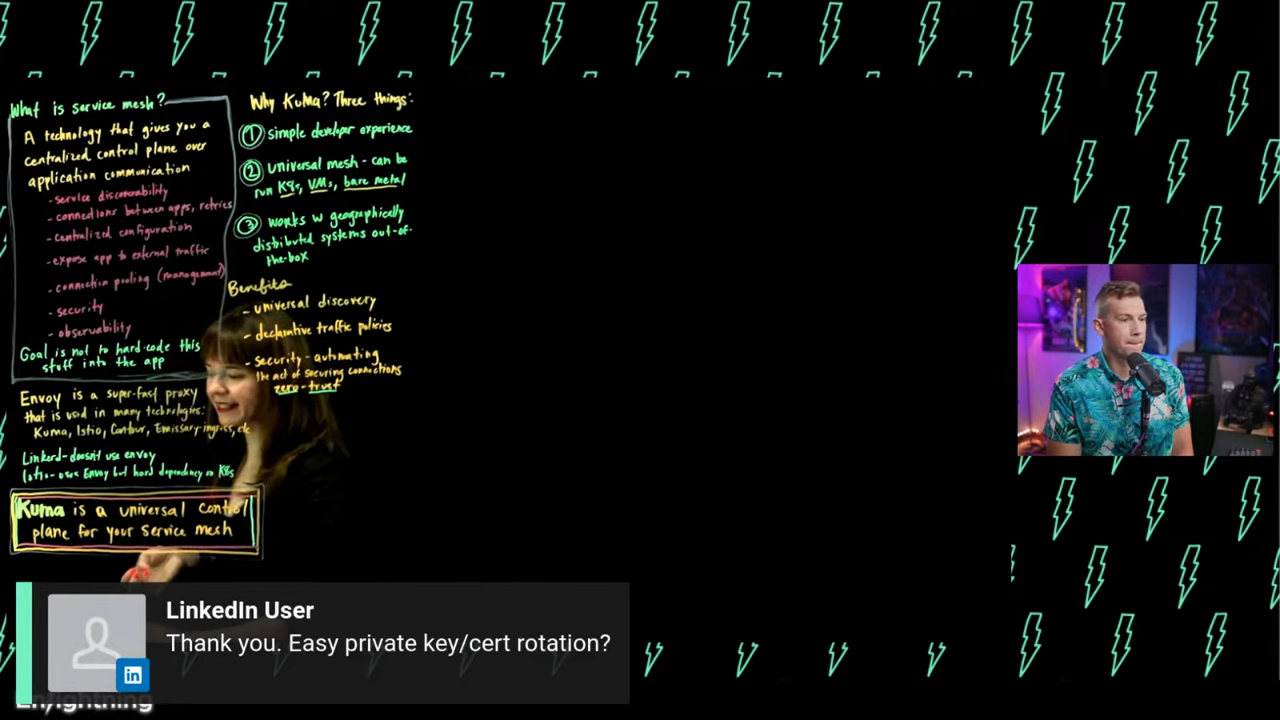 What is service mesh?
A technology that gives you a
centralized control plane over
application communication
- service discoverability
- connections between apps, retries
- centralized configuration
- expose app to external traffic
- connection pooling (management)
- security
- observability
Goal is not to hard-code this
stuff into the app
Envoy is a super-fast proxy
that is used in many technologies:
Kuma, Istio, Contour, Emissary-ingress, etc
Linkerd - doesn't use envoy
Istio - uses Envoy but hard dependency on K8s
Kuma is a universal control
plane for your service mesh
Why Kuma? Three things:
① simple developer experience
② universal mesh - can be
run K8s, VMs, bare metal
③ works w geographically
distributed systems out-of-
the-box
Benefits
- universal discovery
- declarative traffic policies
- security - automating
the act of securing connections
zero-trust
LinkedIn User
Thank you. Easy private key/cert rotation?
in
Enlightning